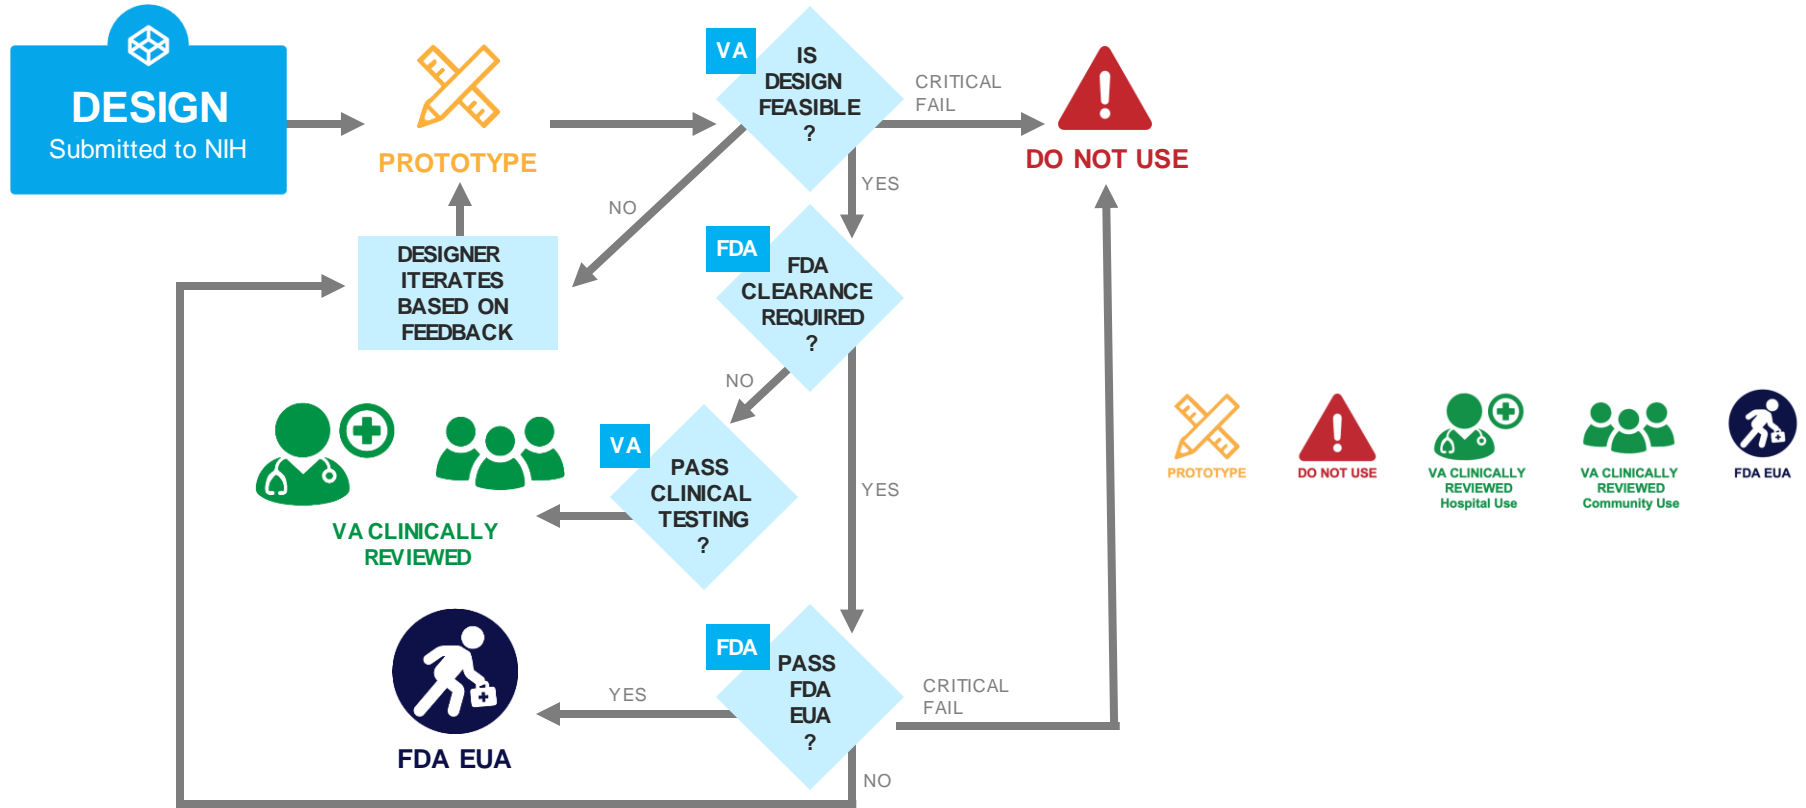 DESIGN
Submitted to NIH
PROTOTYPE
VA
IS
DESIGN
FEASIBLE
?
CRITICAL
FAIL
DO NOT USE
NO
YES
DESIGNER
ITERATES
BASED ON
FEEDBACK
FDA
FDA
CLEARANCE
REQUIRED
?
NO
YES
VA
PASS
CLINICAL
TESTING
?
VA CLINICALLY
REVIEWED
FDA
PASS
FDA
EUA
?
YES
CRITICAL
FAIL
NO
FDA EUA
PROTOTYPE
DO NOT USE
VA CLINICALLY
REVIEWED
Hospital Use
VA CLINICALLY
REVIEWED
Community Use
FDA EUA